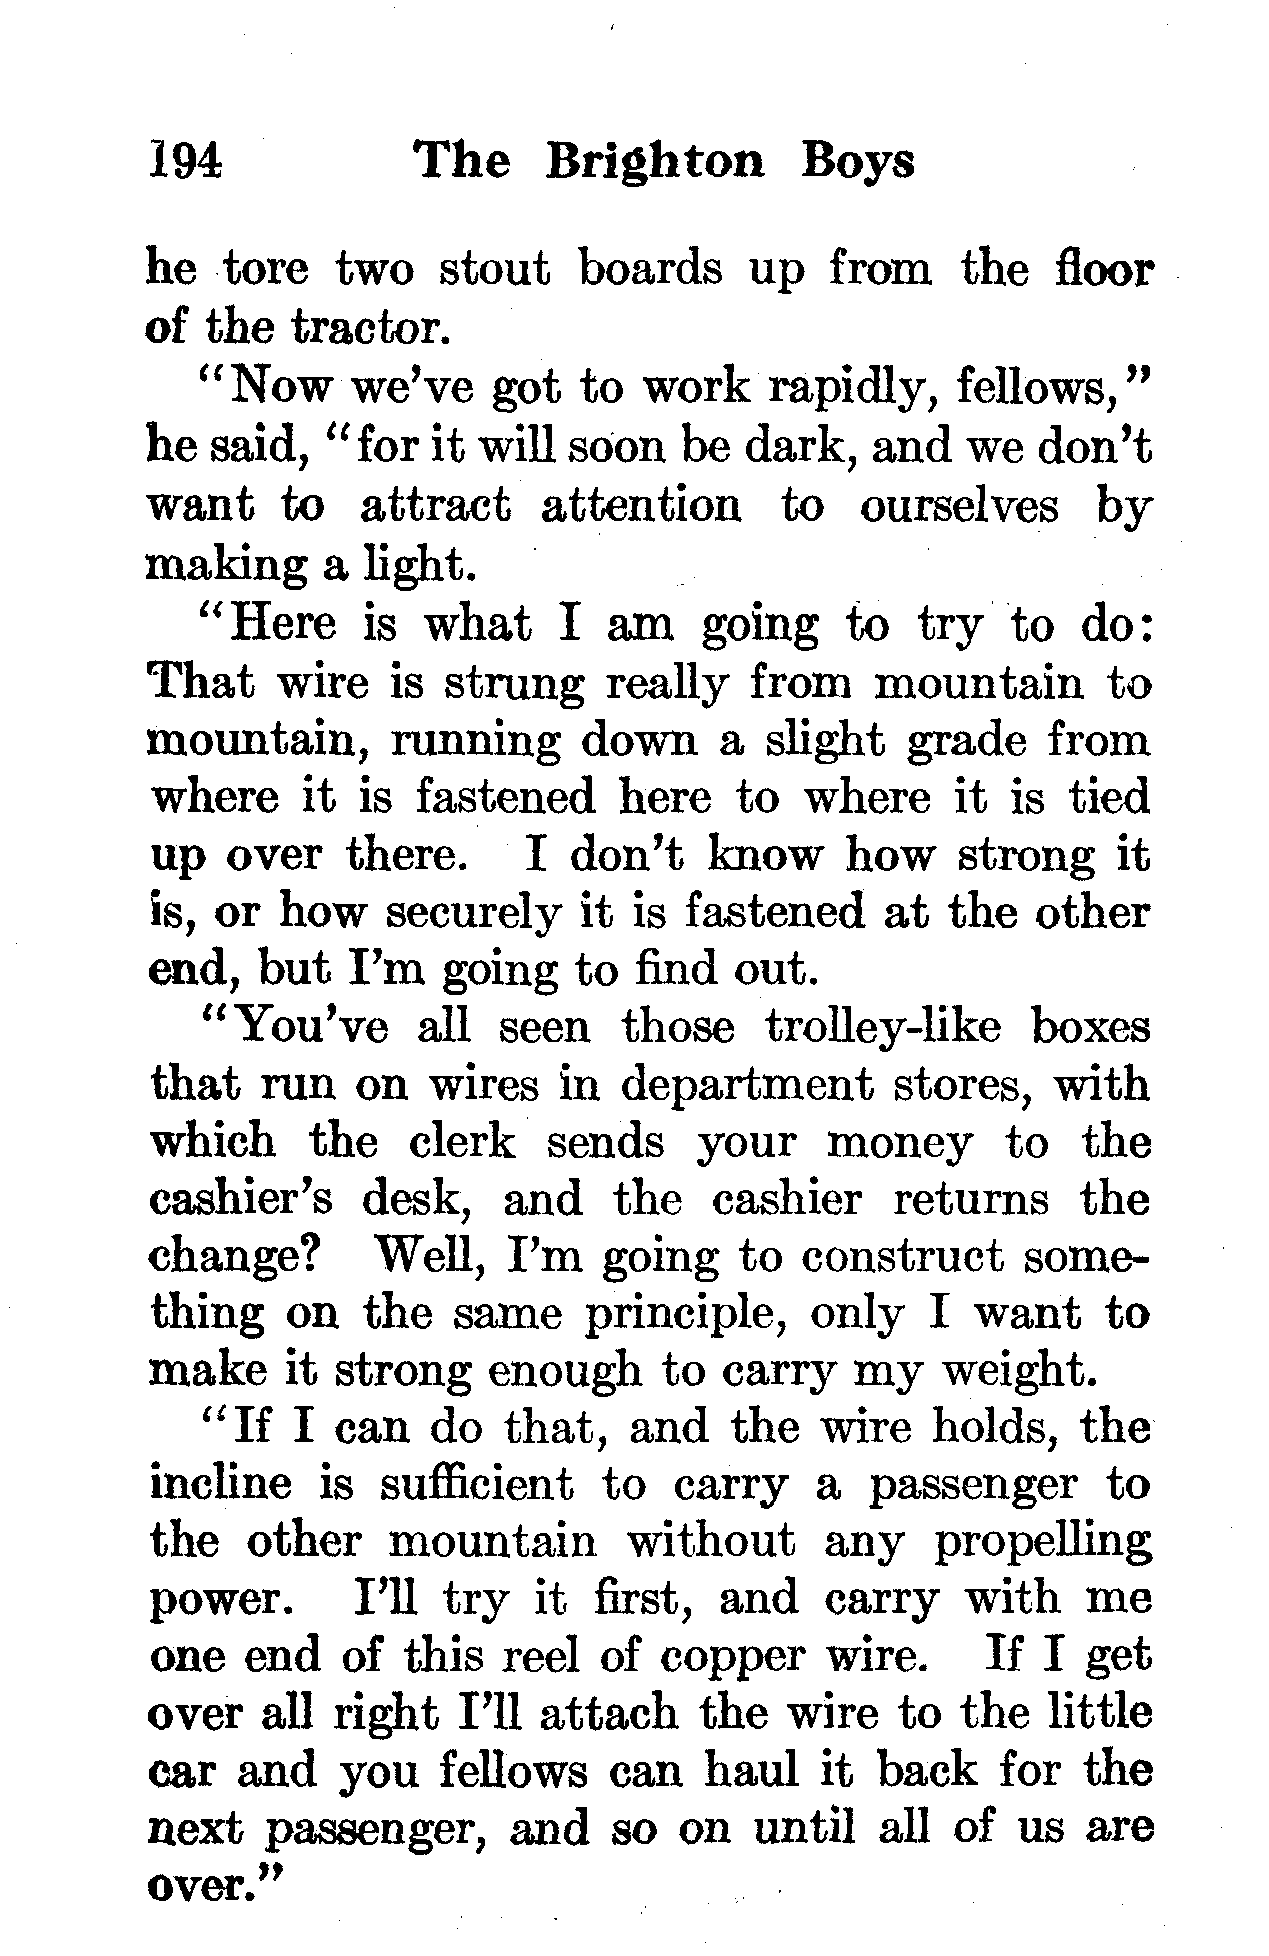 194 The Brighton Boys
he tore two stout boards up from the floor
of the tractor.
"Now we've got to work rapidly, fellows,"
he said, "for it will soon be dark, and we don't
want to attract attention to ourselves by
making a light.
"Here is what I am going to try to do:
That wire is strung really from mountain to
mountain, running down a slight grade from
where it is fastened here to where it is tied
up over there. I don't know how strong it
is, or how securely it is fastened at the other
end, but I'm going to find out.
"You've all seen those trolley-like boxes
that run on wires in department stores, with
which the clerk sends your money to the
cashier's desk, and the cashier returns the
change? Well, I'm going to construct some-
thing on the same principle, only I want to
make it strong enough to carry my weight.
"If I can do that, and the wire holds, the
incline is sufficient to carry a passenger to
the other mountain without any propelling
power. I'll try it first, and carry with me
one end of this reel of copper wire. If I get
over all right I'll attach the wire to the little
car and you fellows can haul it back for the
next passenger, and so on until all of us are
over."